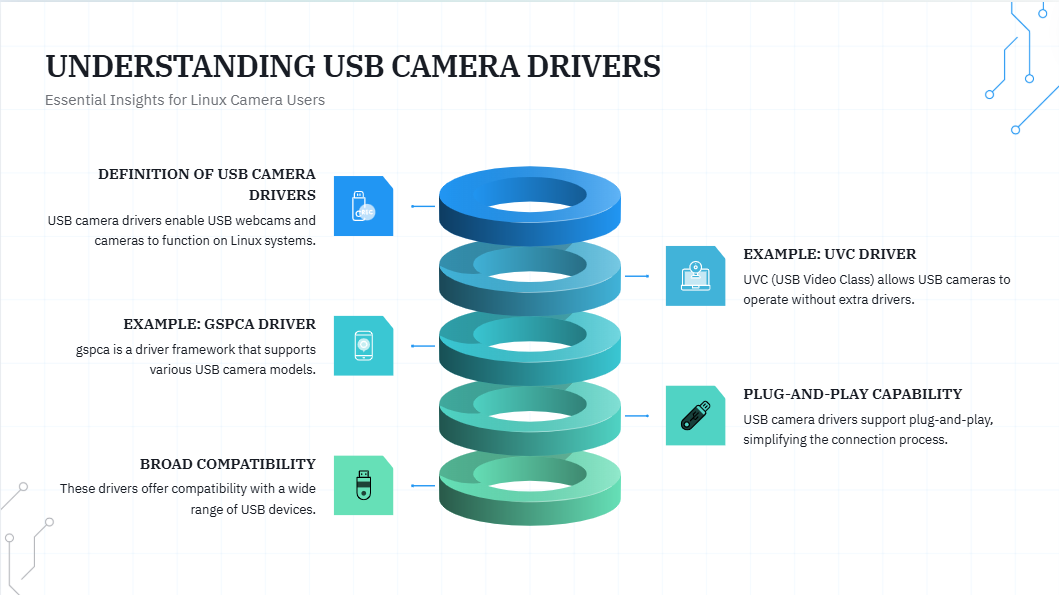 UNDERSTANDING USB CAMERA DRIVERS
Essential Insights for Linux Camera Users
DEFINITION OF USB CAMERA
DRIVERS
USB camera drivers enable USB webcams and
cameras to function on Linux systems.
EXAMPLE: UVC DRIVER
UVC (USB Video Class) allows USB cameras to
operate without extra drivers.
EXAMPLE: GSPCA DRIVER
gspca is a driver framework that supports
various USB camera models.
PLUG-AND-PLAY CAPABILITY
USB camera drivers support plug-and-play,
simplifying the connection process.
BROAD COMPATIBILITY
These drivers offer compatibility with a wide
range of USB devices.